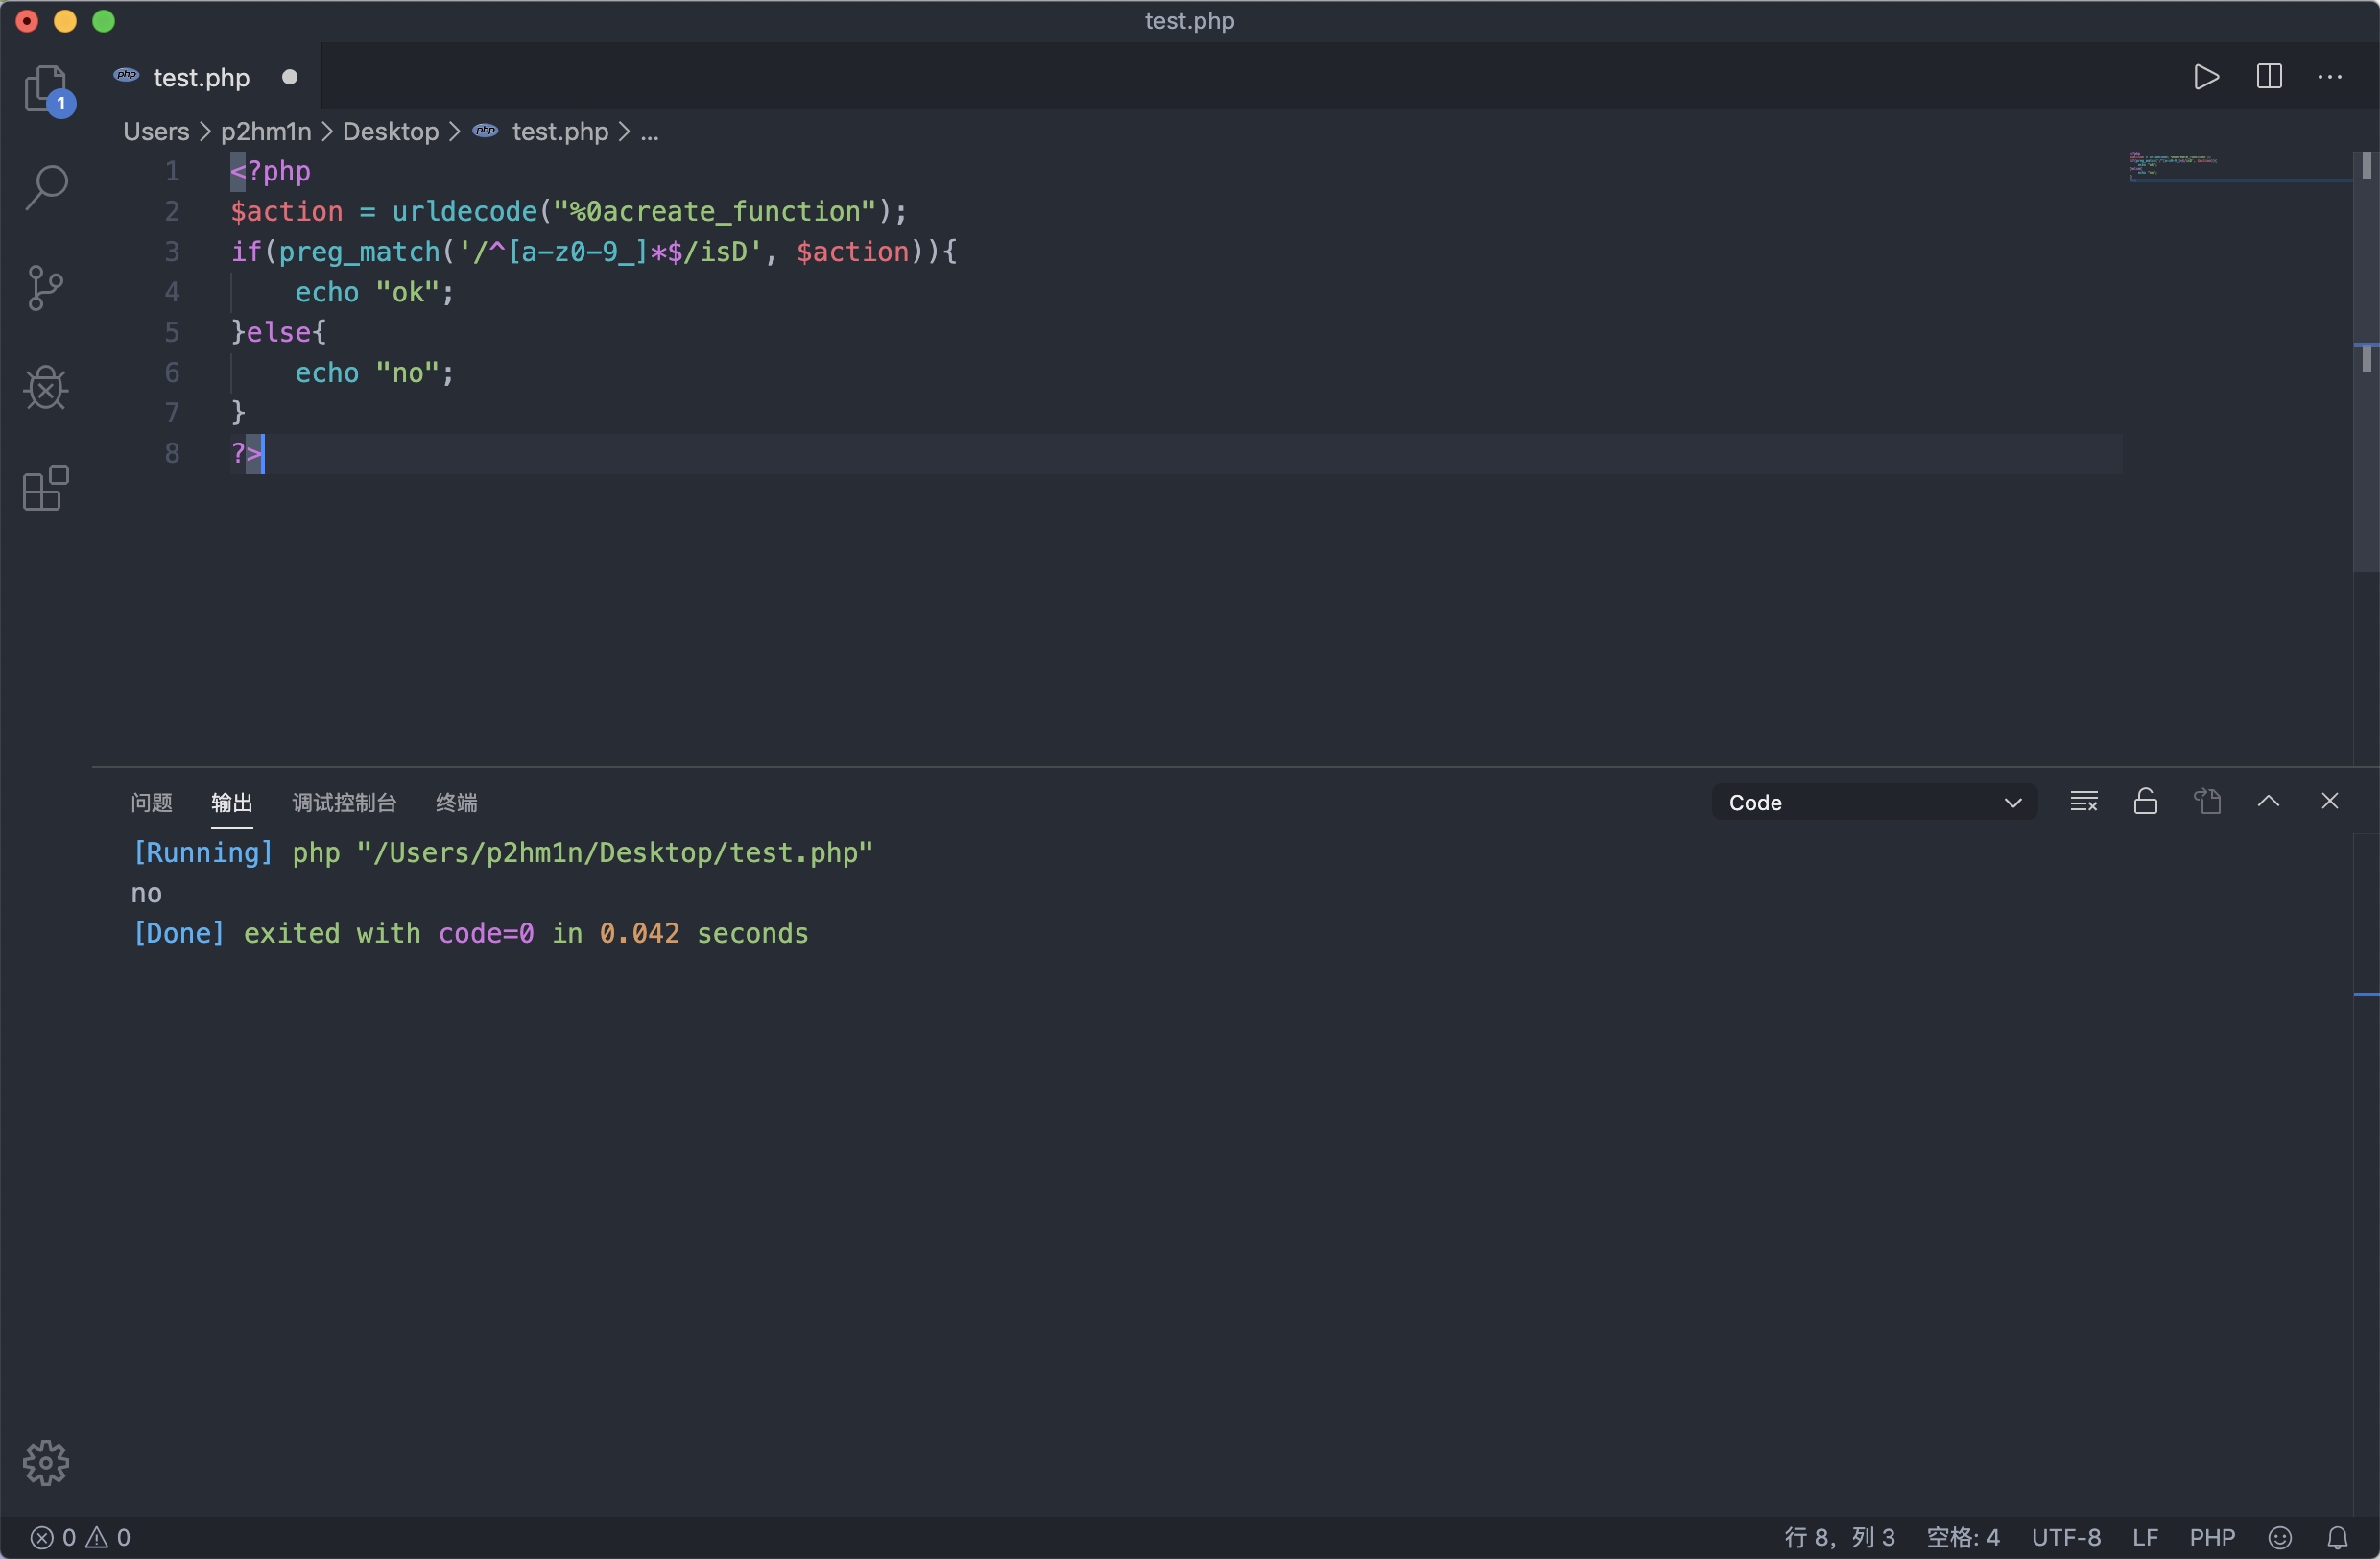 test.php
php test.php
1
Users > p2hm1n > Desktop > php test.php > ...
1 <?php
2 $action = urldecode("%0acreate_function");
3 if(preg_match('/^[a-z0-9_]*$/isD', $action)){
4     echo "ok";
5 }else{
6     echo "no";
7 }
8 ?>
问题 输出 调试控制台 终端 Code
[Running] php "/Users/p2hm1n/Desktop/test.php"
no
[Done] exited with code=0 in 0.042 seconds
0 0 行 8，列 3 空格: 4 UTF-8 LF PHP